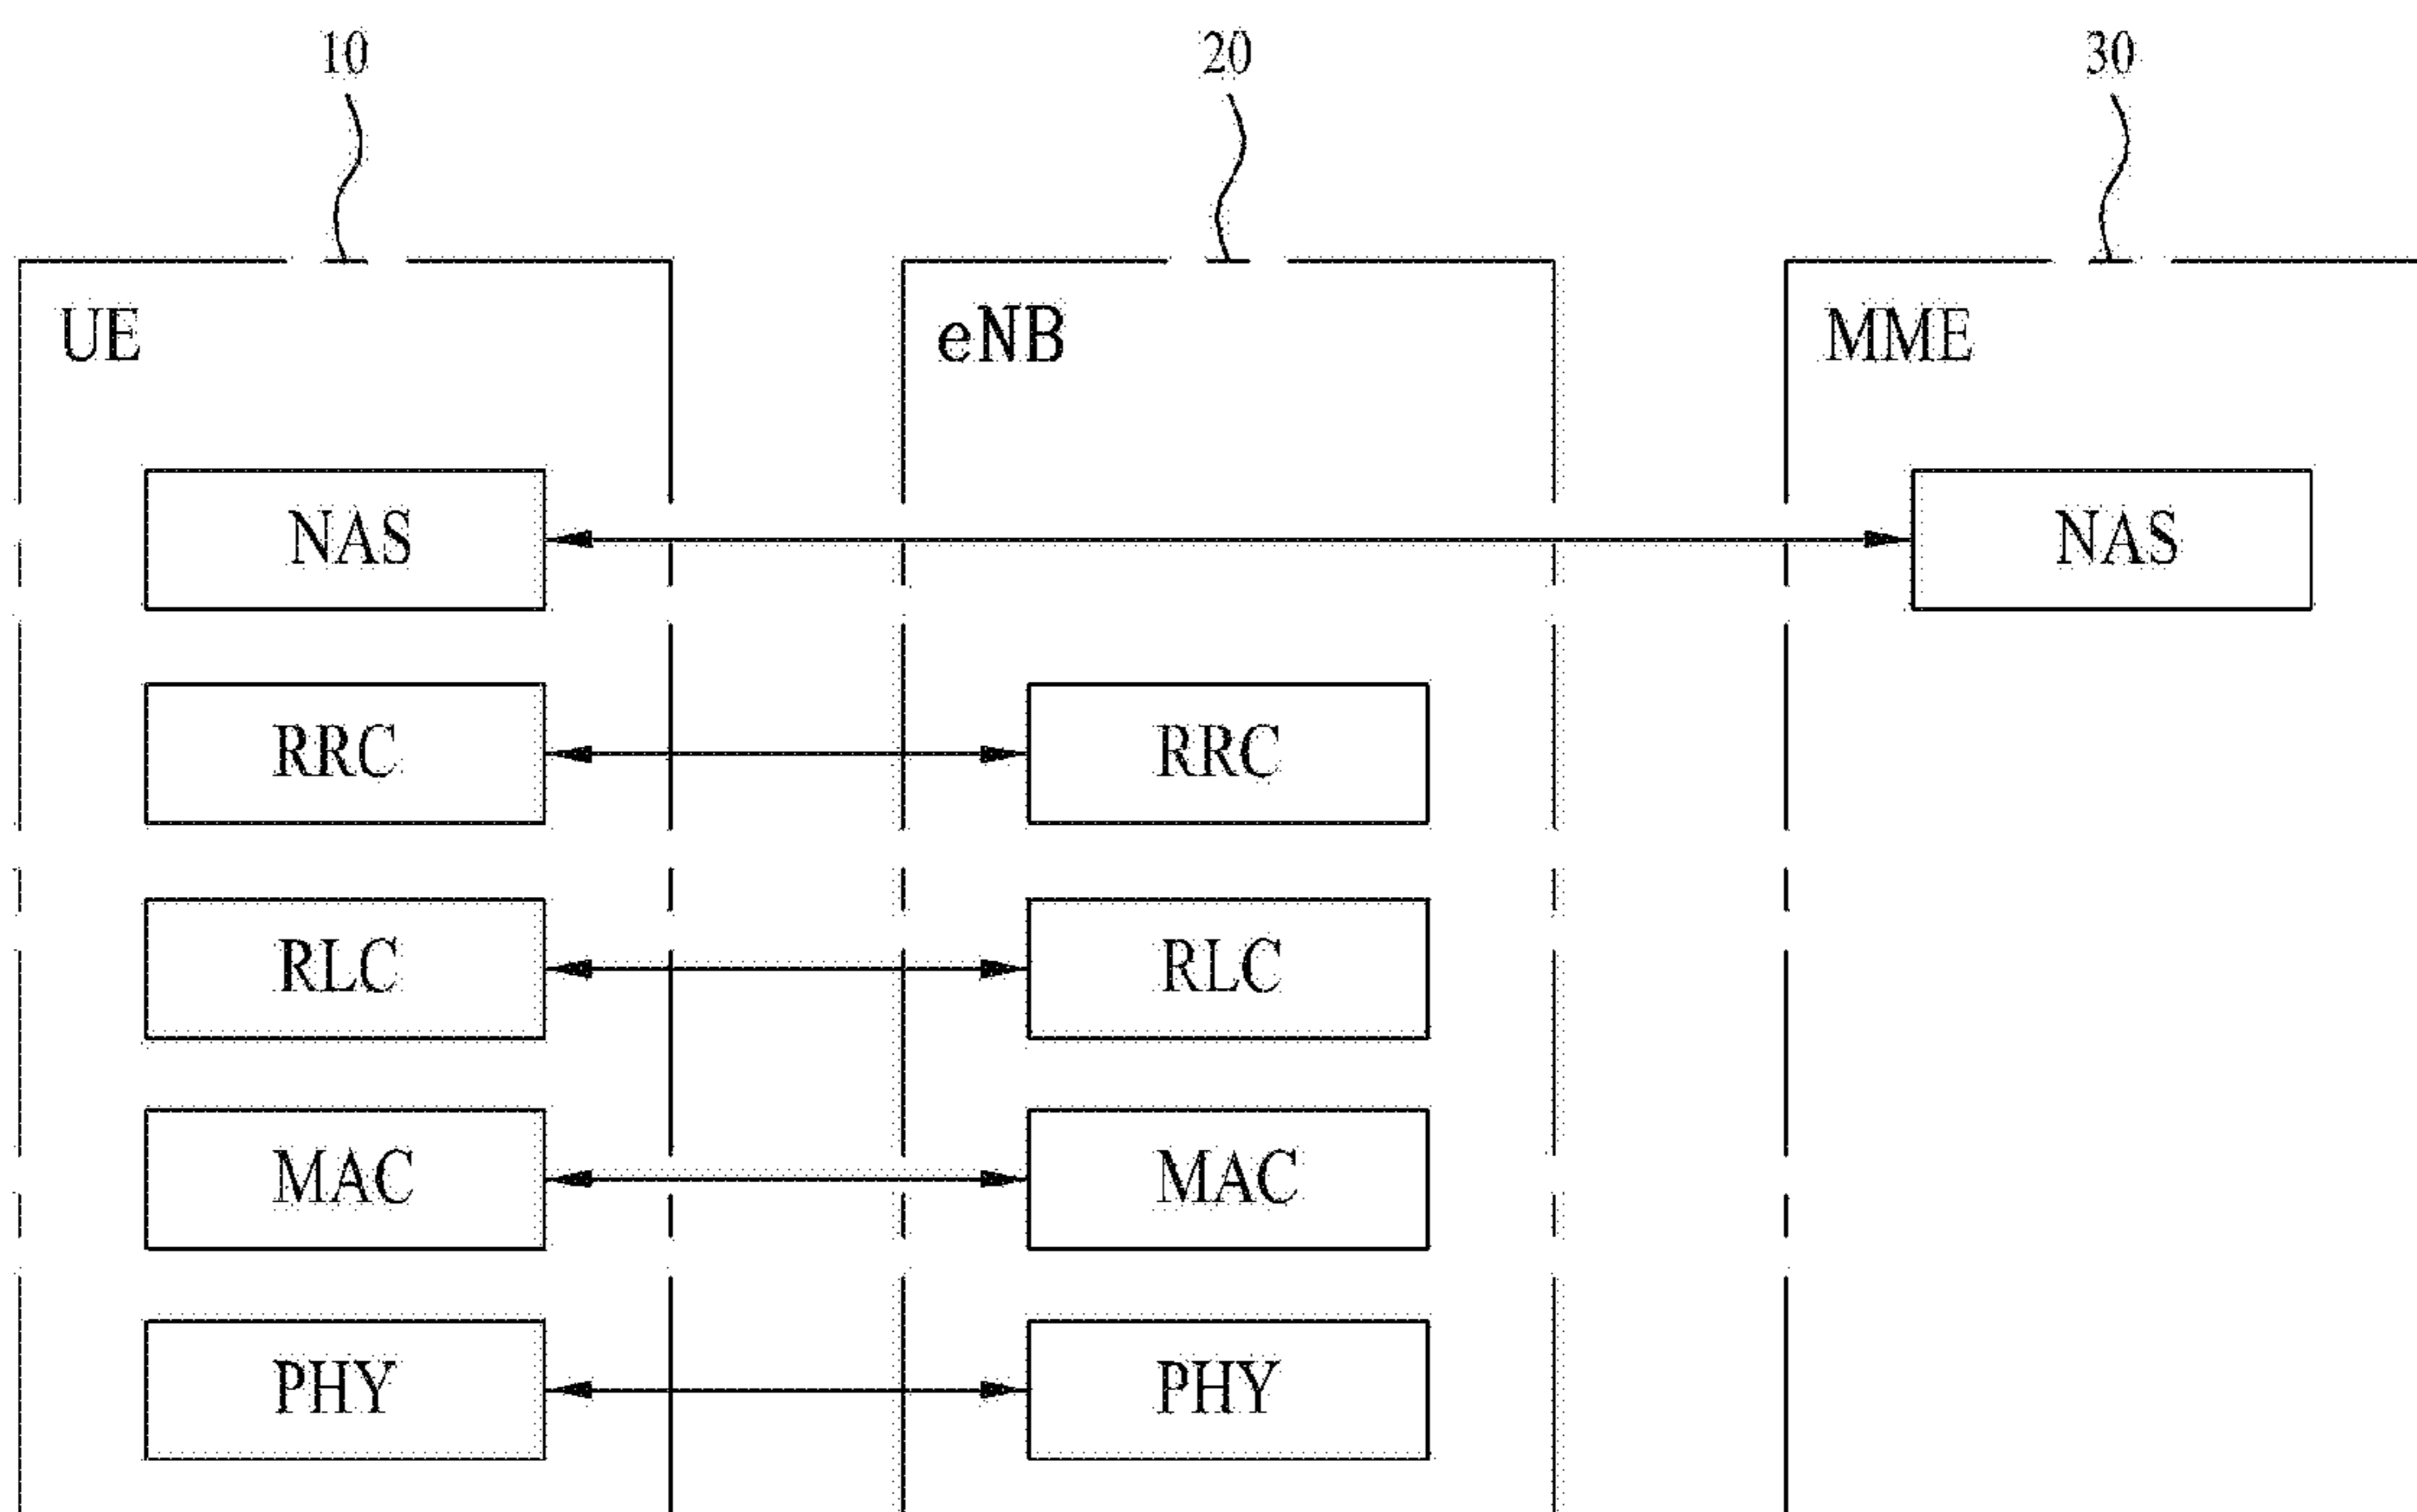 10 20 30
UE eNB MME
NAS NAS
RRC RRC
RLC RLC
MAC MAC
PHY PHY